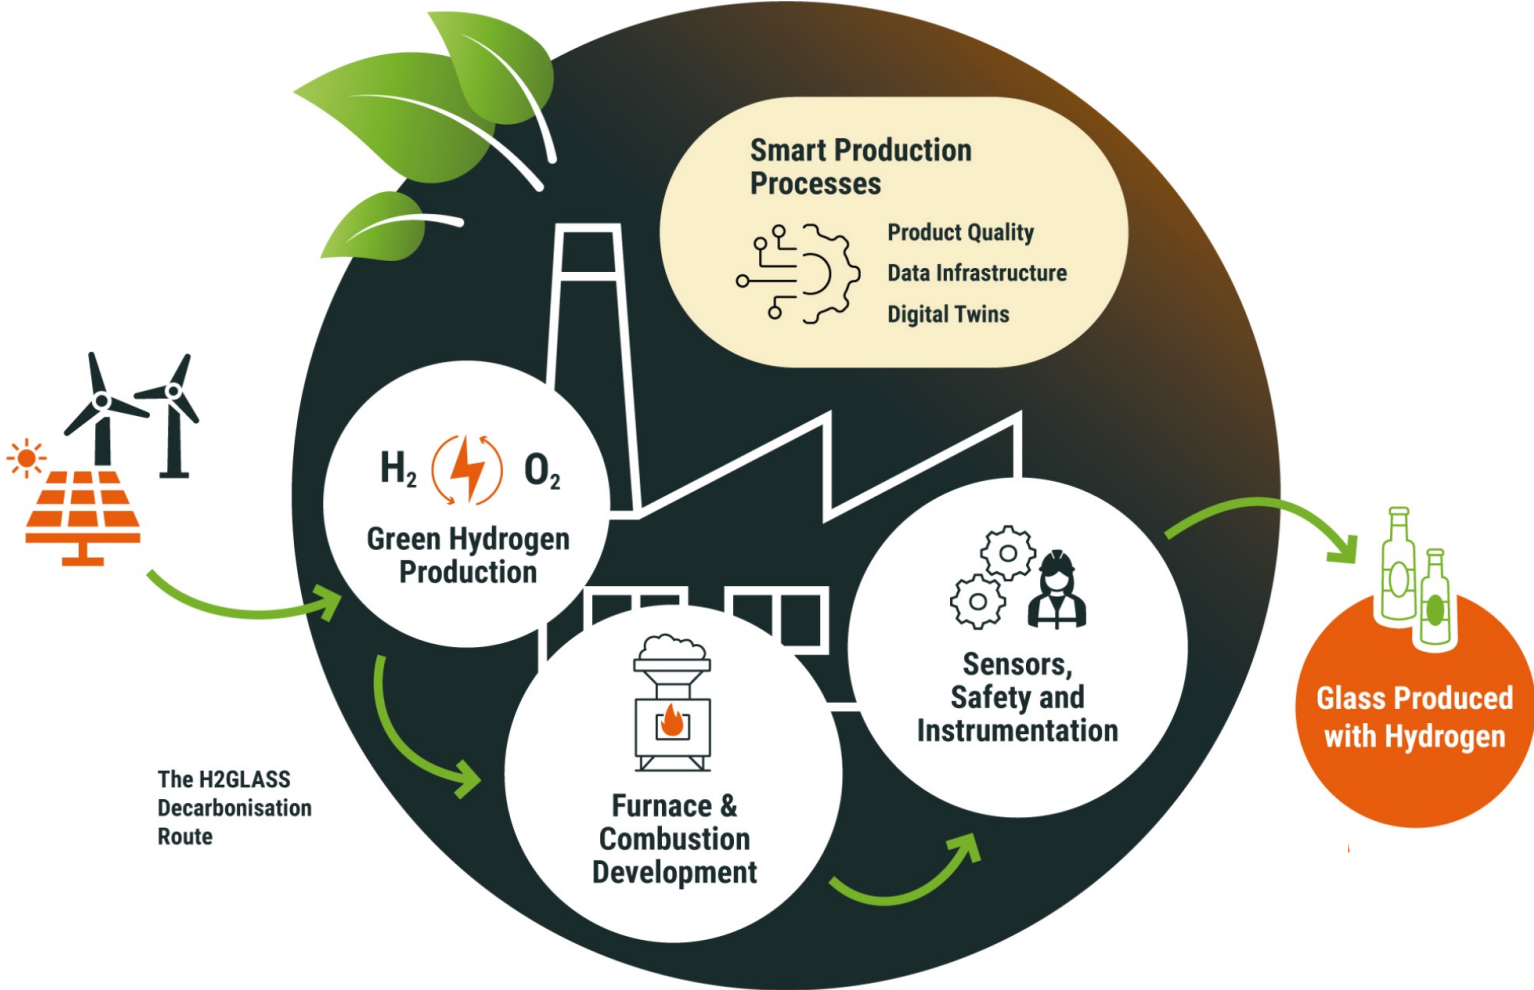 Smart Production
Processes
Product Quality
Data Infrastructure
Digital Twins
H₂ O₂
Green Hydrogen
Production
Furnace &
Combustion
Development
Sensors,
Safety and
Instrumentation
Glass Produced
with Hydrogen
The H2GLASS
Decarbonisation
Route